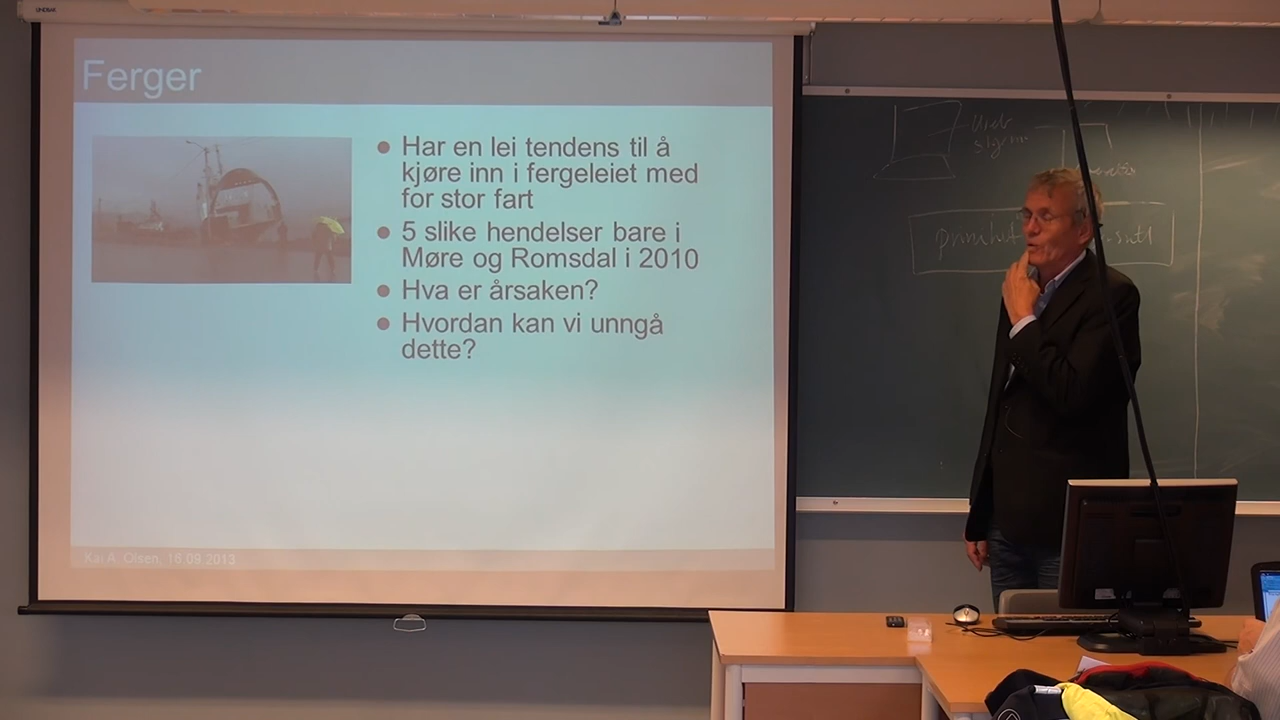 Ferger
Har en lei tendens til å
kjøre inn i fergeleiet med
for stor fart
5 slike hendelser bare i
Møre og Romsdal i 2010
Hva er årsaken?
Hvordan kan vi unngå
dette?
Kai A. Olsen, 16.09.2013